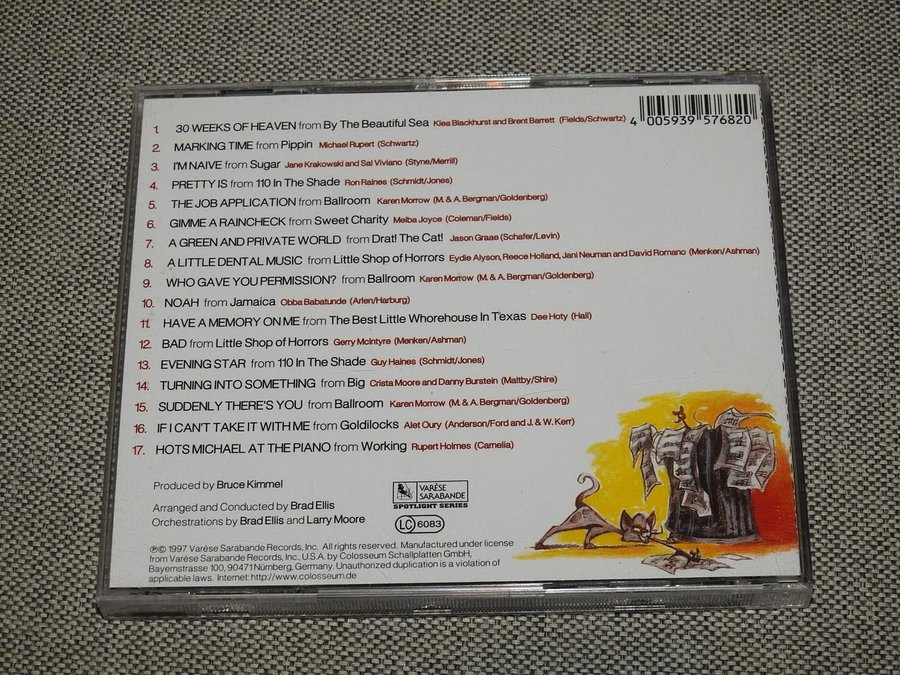 1. 30 WEEKS OF HEAVEN from By The Beautiful Sea Klea Blackhurst and Brent Barrett (Fields/Schwartz)
4 005939 576820
2. MARKING TIME from Pippin Michael Rupert (Schwartz)
3. I'M NAIVE from Sugar Jane Krakowski and Sal Viviano (Styne/Merrill)
4. PRETTY IS from 110 In The Shade Ron Raines (Schmidt/Jones)
5. THE JOB APPLICATION from Ballroom Karen Morrow (M. & A. Bergman/Goldenberg)
6. GIMME A RAINCHECK from Sweet Charity Melba Joyce (Coleman/Fields)
7. A GREEN AND PRIVATE WORLD from Drat! The Cat! Jason Graae (Schafer/Levin)
8. A LITTLE DENTAL MUSIC from Little Shop of Horrors Eydie Alyson, Reece Holland, Jani Neuman and David Romano (Menken/Ashman)
9. WHO GAVE YOU PERMISSION? from Ballroom Karen Morrow (M. & A. Bergman/Goldenberg)
10. NOAH from Jamaica Obba Babatunde (Arlen/Harburg)
11. HAVE A MEMORY ON ME from The Best Little Whorehouse In Texas Dee Hoty (Hall)
12. BAD from Little Shop of Horrors Gerry McIntyre (Menken/Ashman)
13. EVENING STAR from 110 In The Shade Guy Haines (Schmidt/Jones)
14. TURNING INTO SOMETHING from Big Crista Moore and Danny Burstein (Maltby/Shire)
15. SUDDENLY THERE'S YOU from Ballroom Karen Morrow (M. & A. Bergman/Goldenberg)
16. IF I CAN'T TAKE IT WITH ME from Goldilocks Alet Oury (Anderson/Ford and J. & W. Kerr)
17. HOTS MICHAEL AT THE PIANO from Working Rupert Holmes (Carnelia)
Produced by Bruce Kimmel
Arranged and Conducted by Brad Ellis
Orchestrations by Brad Ellis and Larry Moore
VARÈSE
SARABANDE
SPOTLIGHT SERIES
LC 6083
℗© 1997 Varèse Sarabande Records, Inc. All rights reserved. Manufactured under license
from Varèse Sarabande Records, Inc., U.S.A. by Colosseum Schallplatten GmbH,
Bayernstrasse 100, 90471 Nürnberg, Germany. Unauthorized duplication is a violation of
applicable laws. Internet: http://www.colosseum.de